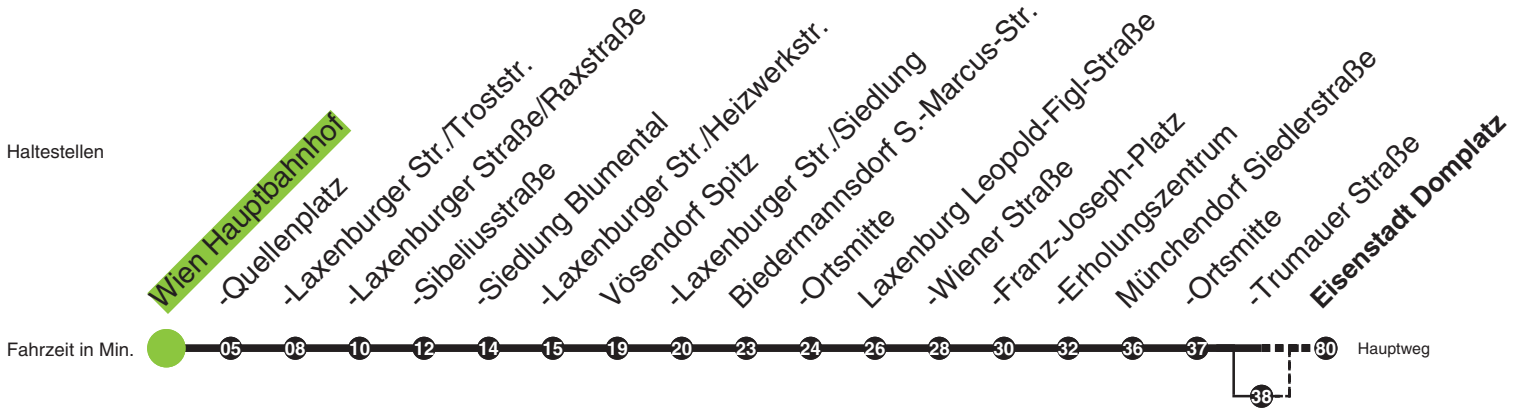 Haltestellen
Wien Hauptbahnhof
-Quellenplatz
-Laxenburger Str./Troststr.
-Laxenburger Straße/Raxstraße
-Sibeliusstraße
-Siedlung Blumental
-Laxenburger Str./Heizwerkstr.
Vösendorf Spitz
-Laxenburger Str./Siedlung
Biedermannsdorf S.-Marcus-Str.
-Ortsmitte
Laxenburg Leopold-Figl-Straße
-Wiener Straße
-Franz-Joseph-Platz
-Erholungszentrum
Münchendorf Siedlerstraße
-Ortsmitte
-Trumauer Straße
Eisenstadt Domplatz
Fahrzeit in Min. 05 08 10 12 14 15 19 20 23 24 26 28 30 32 36 37 80 Hauptweg
38